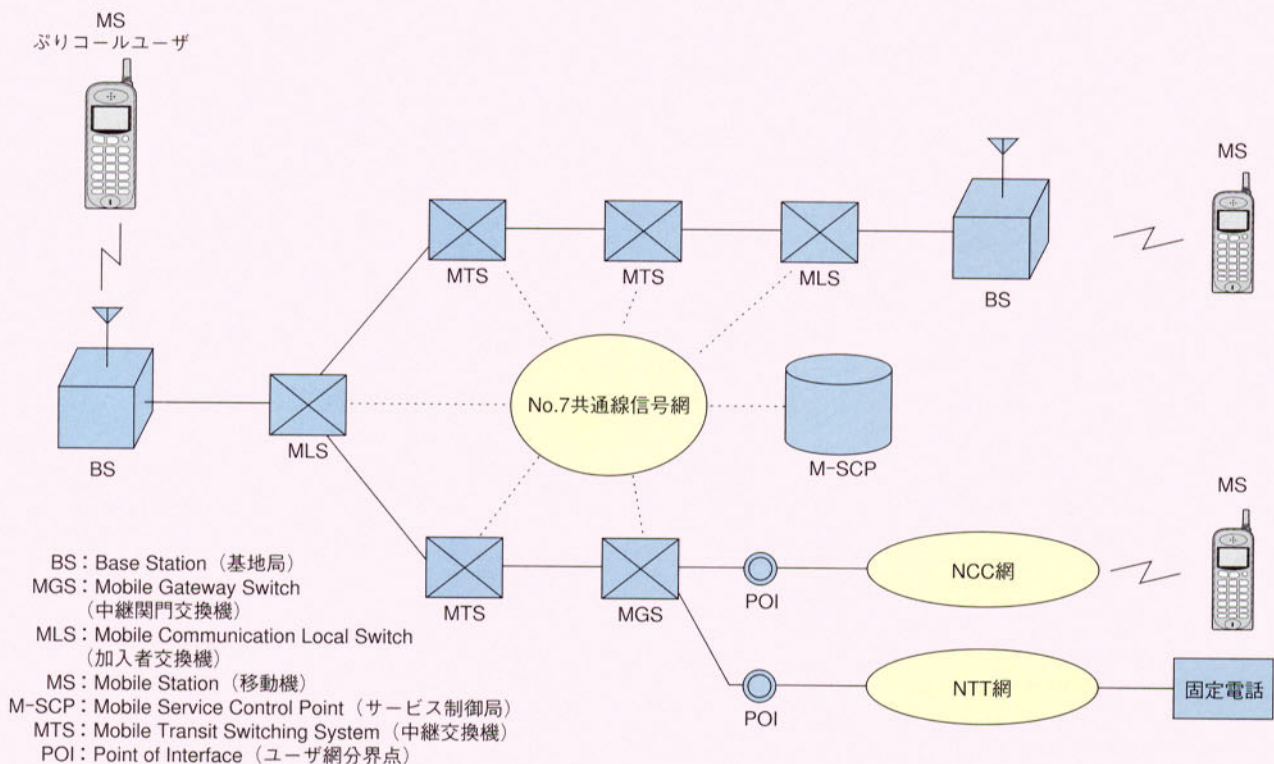 MS
ぷりコールユーザ
MS
MTS
MTS
MLS
BS
BS
MLS
No.7共通線信号網
M-SCP
MS
MTS
MGS
POI
NCC網
POI
NTT網
固定電話
BS：Base Station（基地局）
MGS：Mobile Gateway Switch
（中継関門交換機）
MLS：Mobile Communication Local Switch
（加入者交換機）
MS：Mobile Station（移動機）
M-SCP：Mobile Service Control Point（サービス制御局）
MTS：Mobile Transit Switching System（中継交換機）
POI：Point of Interface（ユーザ網分界点）